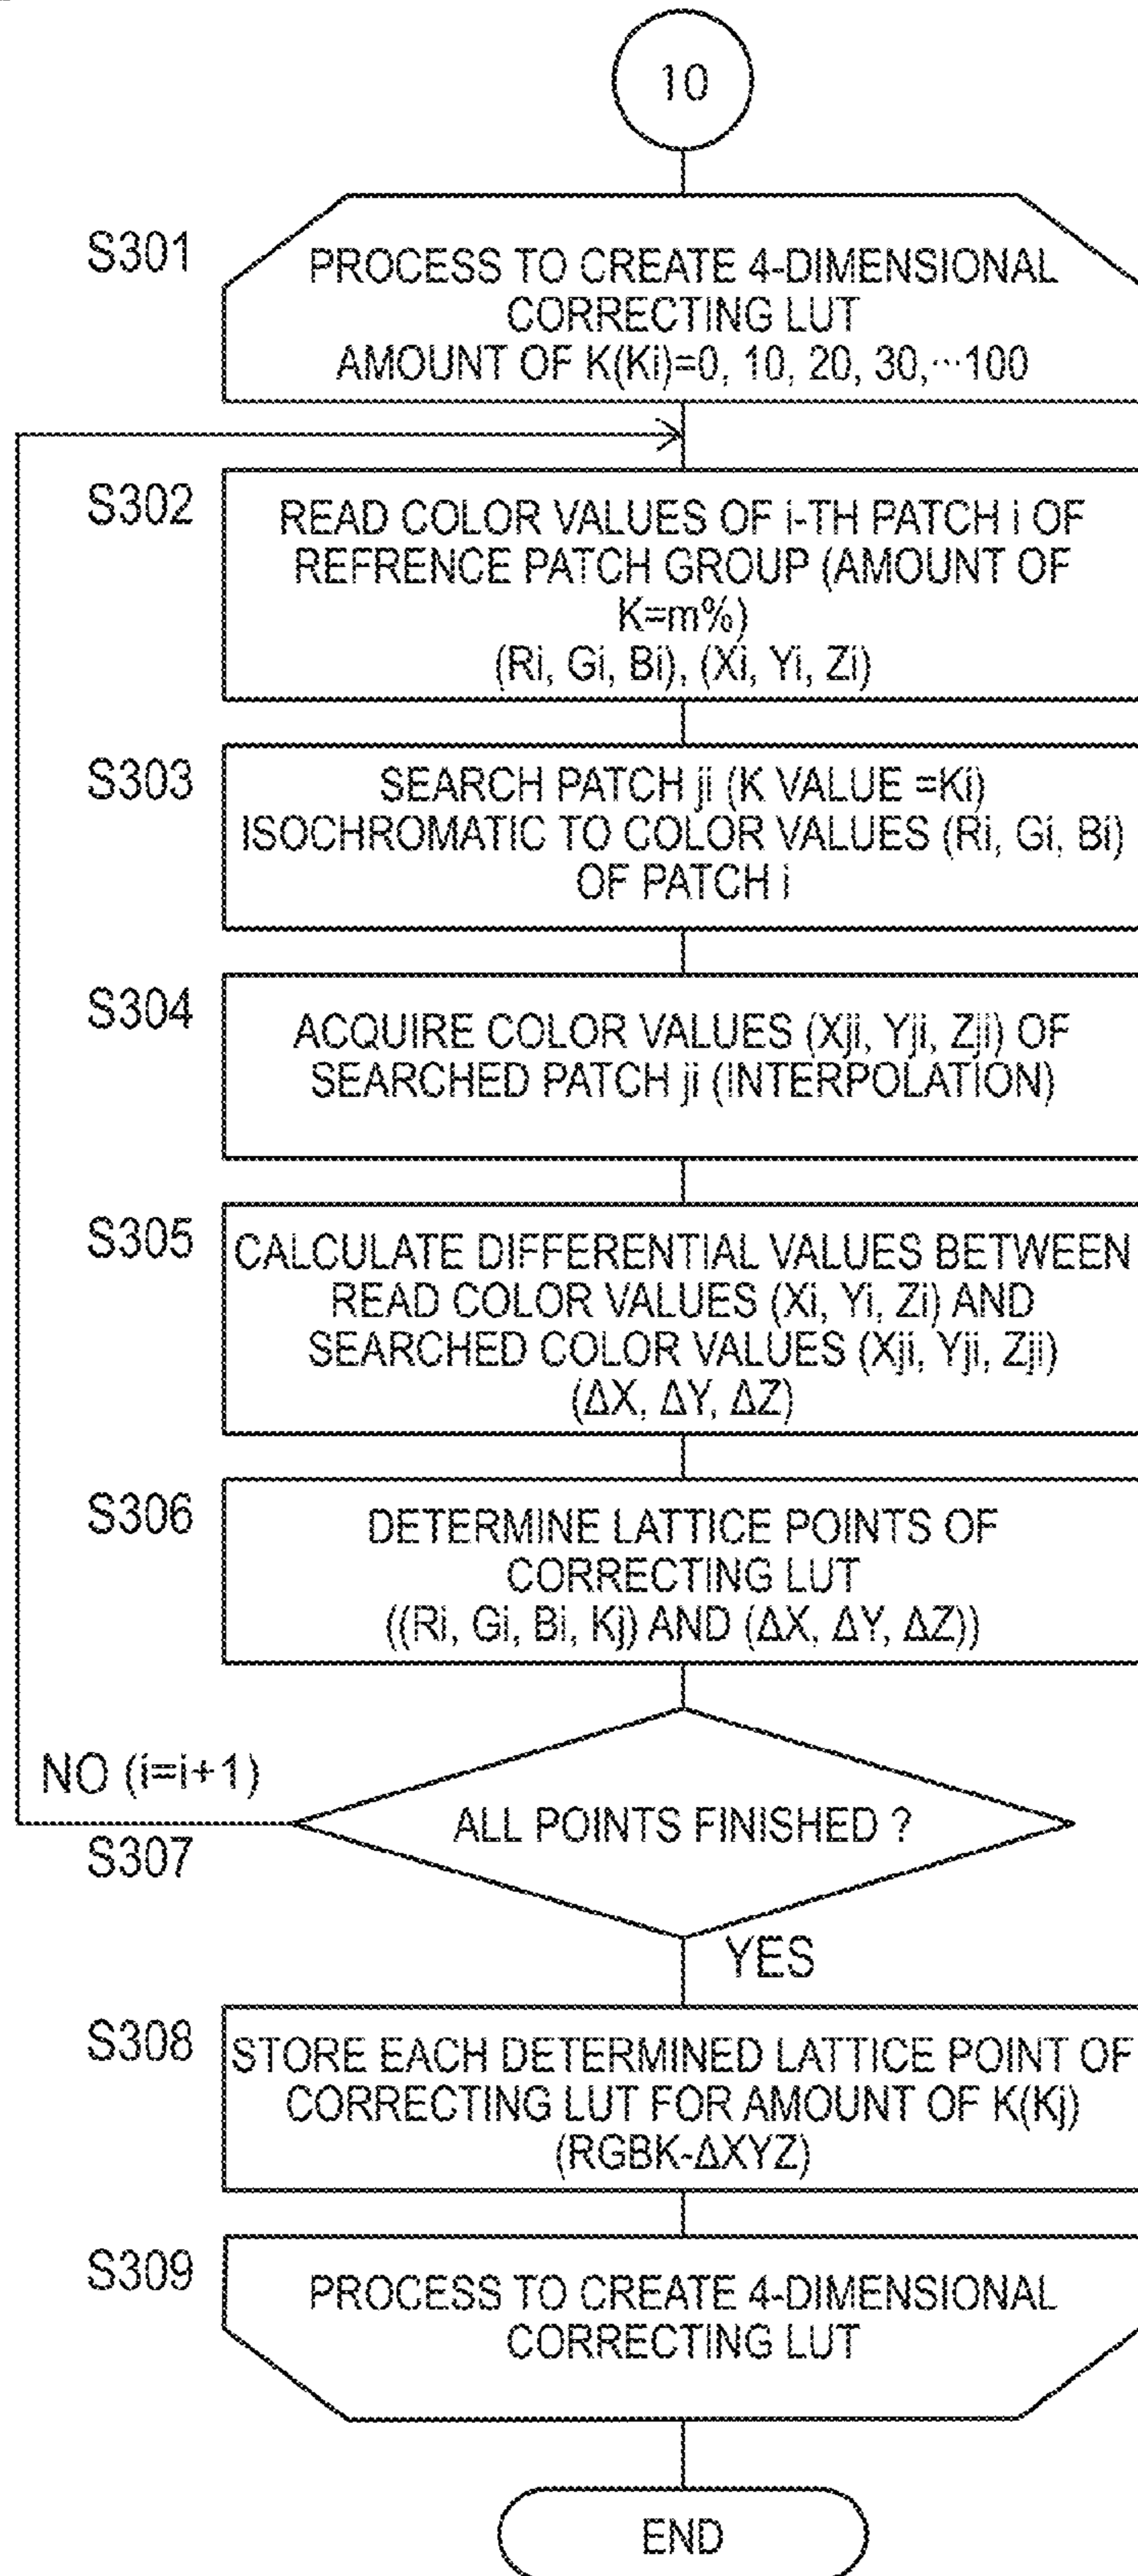 10
S301
PROCESS TO CREATE 4-DIMENSIONAL
CORRECTING LUT
AMOUNT OF K(Ki)=0, 10, 20, 30,···100
S302
READ COLOR VALUES OF i-TH PATCH i OF
REFRENCE PATCH GROUP (AMOUNT OF
K=m%)
(Ri, Gi, Bi), (Xi, Yi, Zi)
S303
SEARCH PATCH ji (K VALUE =Ki)
ISOCHROMATIC TO COLOR VALUES (Ri, Gi, Bi)
OF PATCH i
S304
ACQUIRE COLOR VALUES (Xji, Yji, Zji) OF
SEARCHED PATCH ji (INTERPOLATION)
S305
CALCULATE DIFFERENTIAL VALUES BETWEEN
READ COLOR VALUES (Xi, Yi, Zi) AND
SEARCHED COLOR VALUES (Xji, Yji, Zji)
(ΔX, ΔY, ΔZ)
S306
DETERMINE LATTICE POINTS OF
CORRECTING LUT
((Ri, Gi, Bi, Kj) AND (ΔX, ΔY, ΔZ))
NO (i=i+1)
S307
ALL POINTS FINISHED ?
YES
S308
STORE EACH DETERMINED LATTICE POINT OF
CORRECTING LUT FOR AMOUNT OF K(Kj)
(RGBK-ΔXYZ)
S309
PROCESS TO CREATE 4-DIMENSIONAL
CORRECTING LUT
END